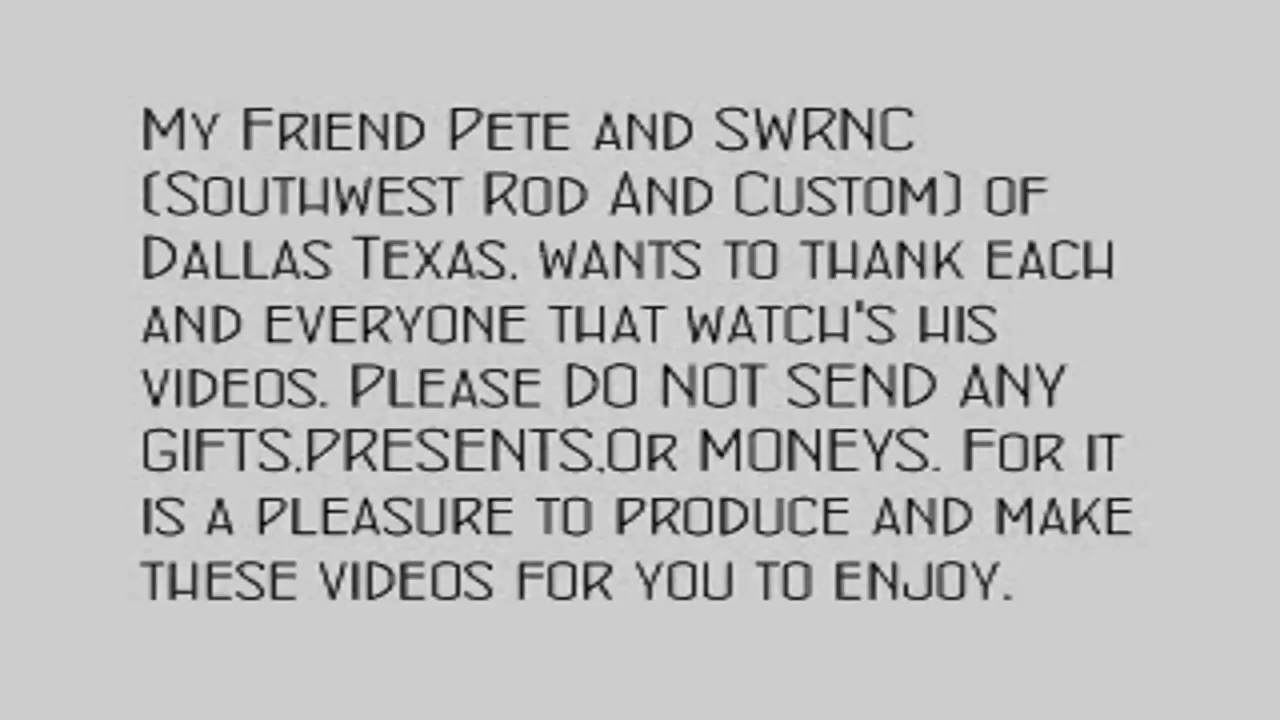 My Friend Pete and SWRNC
(Southwest Rod And Custom) of
Dallas Texas. wants to thank each
and everyone that watch's his
videos. Please DO NOT SEND ANY
GIFTS.PRESENTS.Or MONEYS. For it
is a pleasure to produce and make
these videos for you to enjoy.